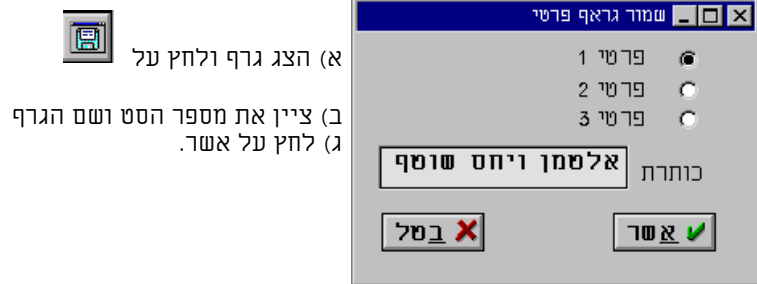 שמור גראף פרטי
א) הצג גרף ולחץ על
ב) ציין את מספר הסט ושם הגרף
ג) לחץ על אשר.
פרטי 1
פרטי 2
פרטי 3
כותרת
אלטמן ויחס שוטף
אשר
בטל